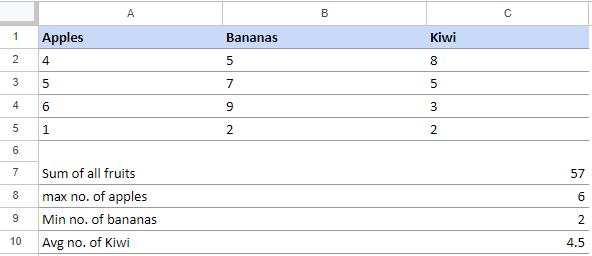 A B C
1 Apples Bananas Kiwi
2 4 5 8
3 5 7 5
4 6 9 3
5 1 2 2
6
7 Sum of all fruits 57
8 max no. of apples 6
9 Min no. of bananas 2
10 Avg no. of Kiwi 4.5